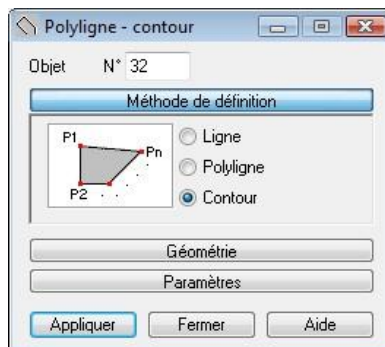 Polyligne - contour
Objet N° 32
Méthode de définition
P1
Pn
P2
Ligne
Polyligne
Contour
Géométrie
Paramètres
Appliquer Fermer Aide